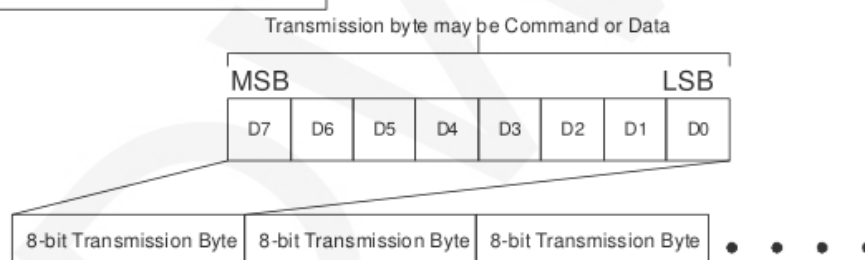 Transmission byte may be Command or Data
MSB LSB
D7 D6 D5 D4 D3 D2 D1 D0
8-bit Transmission Byte 8-bit Transmission Byte 8-bit Transmission Byte